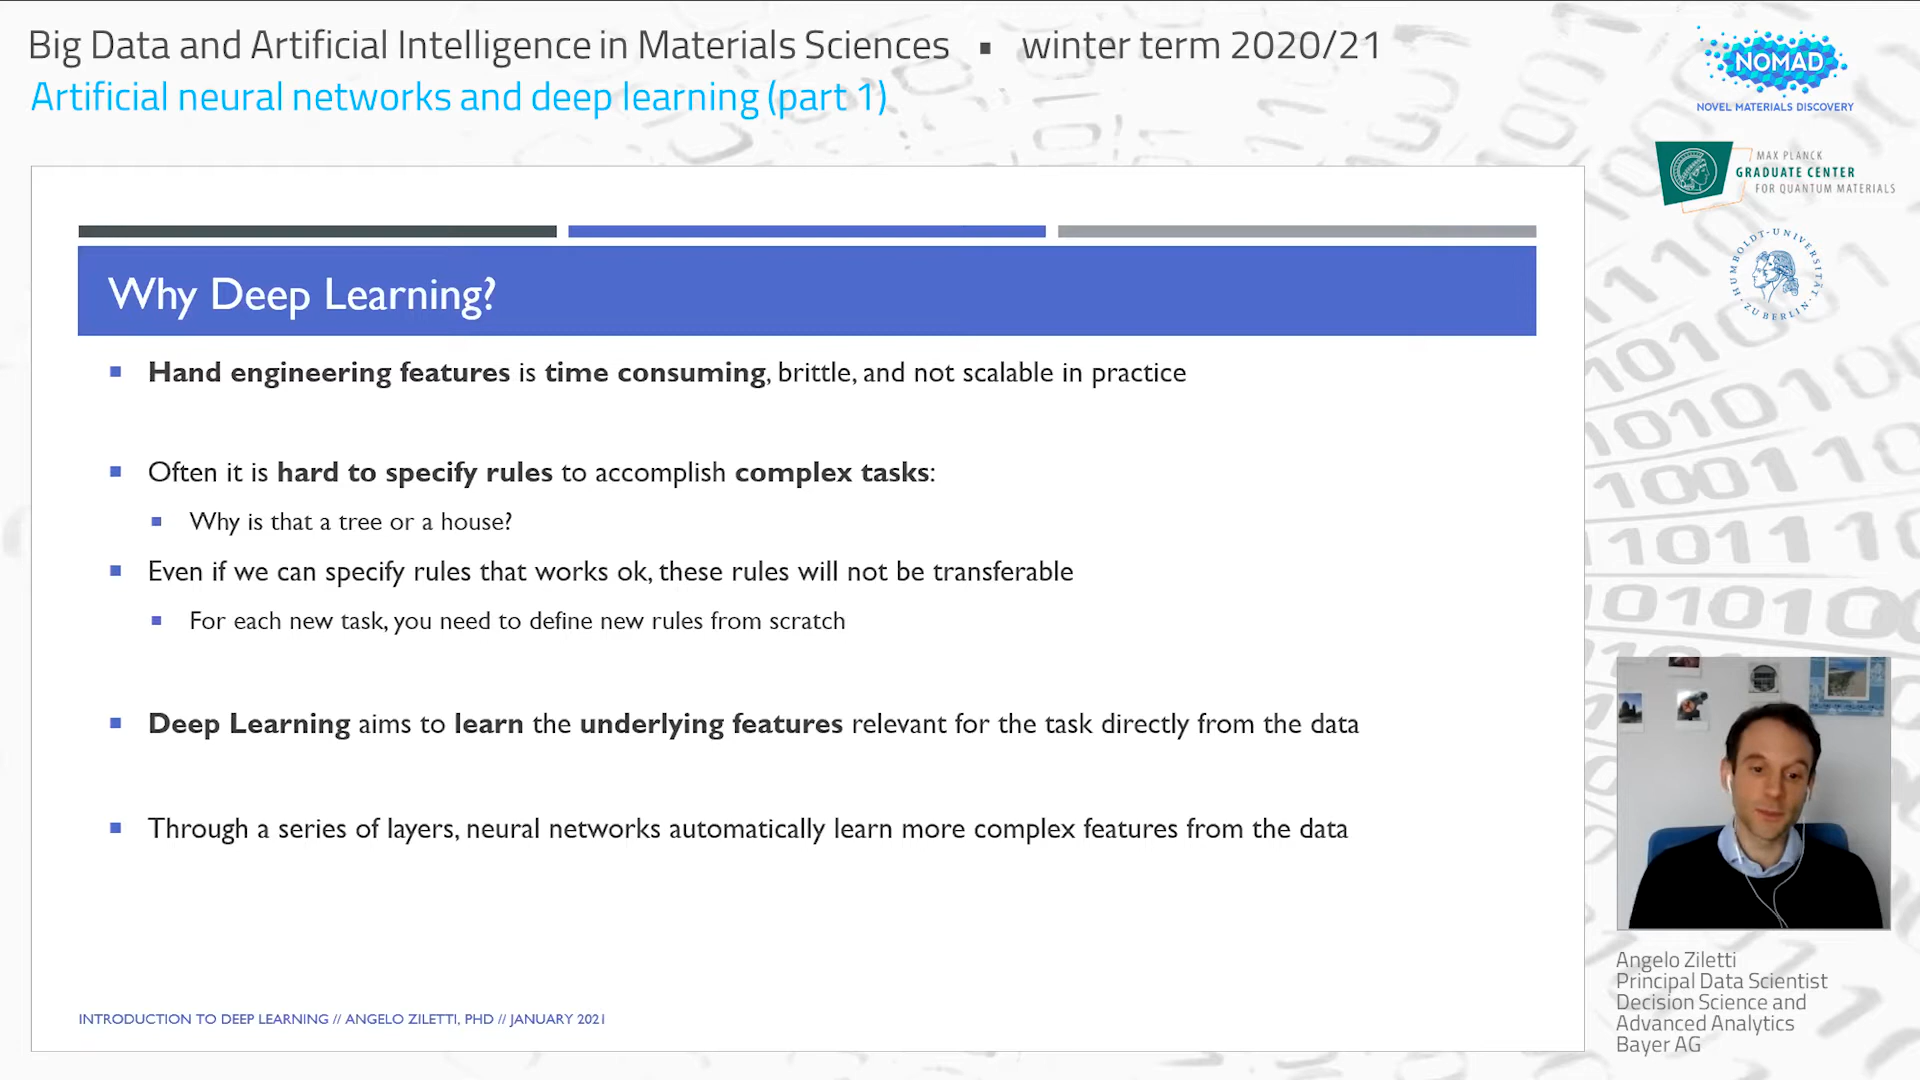 Big Data and Artificial Intelligence in Materials Sciences ▪ winter term 2020/21
Artificial neural networks and deep learning (part 1)
NOMAD
NOVEL MATERIALS DISCOVERY
MAX PLANCK
GRADUATE CENTER
FOR QUANTUM MATERIALS
HUMBOLDT-UNIVERSITÄT
ZU BERLIN
Why Deep Learning?
Hand engineering features is time consuming, brittle, and not scalable in practice
Often it is hard to specify rules to accomplish complex tasks:
Why is that a tree or a house?
Even if we can specify rules that works ok, these rules will not be transferable
For each new task, you need to define new rules from scratch
Deep Learning aims to learn the underlying features relevant for the task directly from the data
Through a series of layers, neural networks automatically learn more complex features from the data
INTRODUCTION TO DEEP LEARNING // ANGELO ZILETTI, PHD // JANUARY 2021
Angelo Ziletti
Principal Data Scientist
Decision Science and
Advanced Analytics
Bayer AG